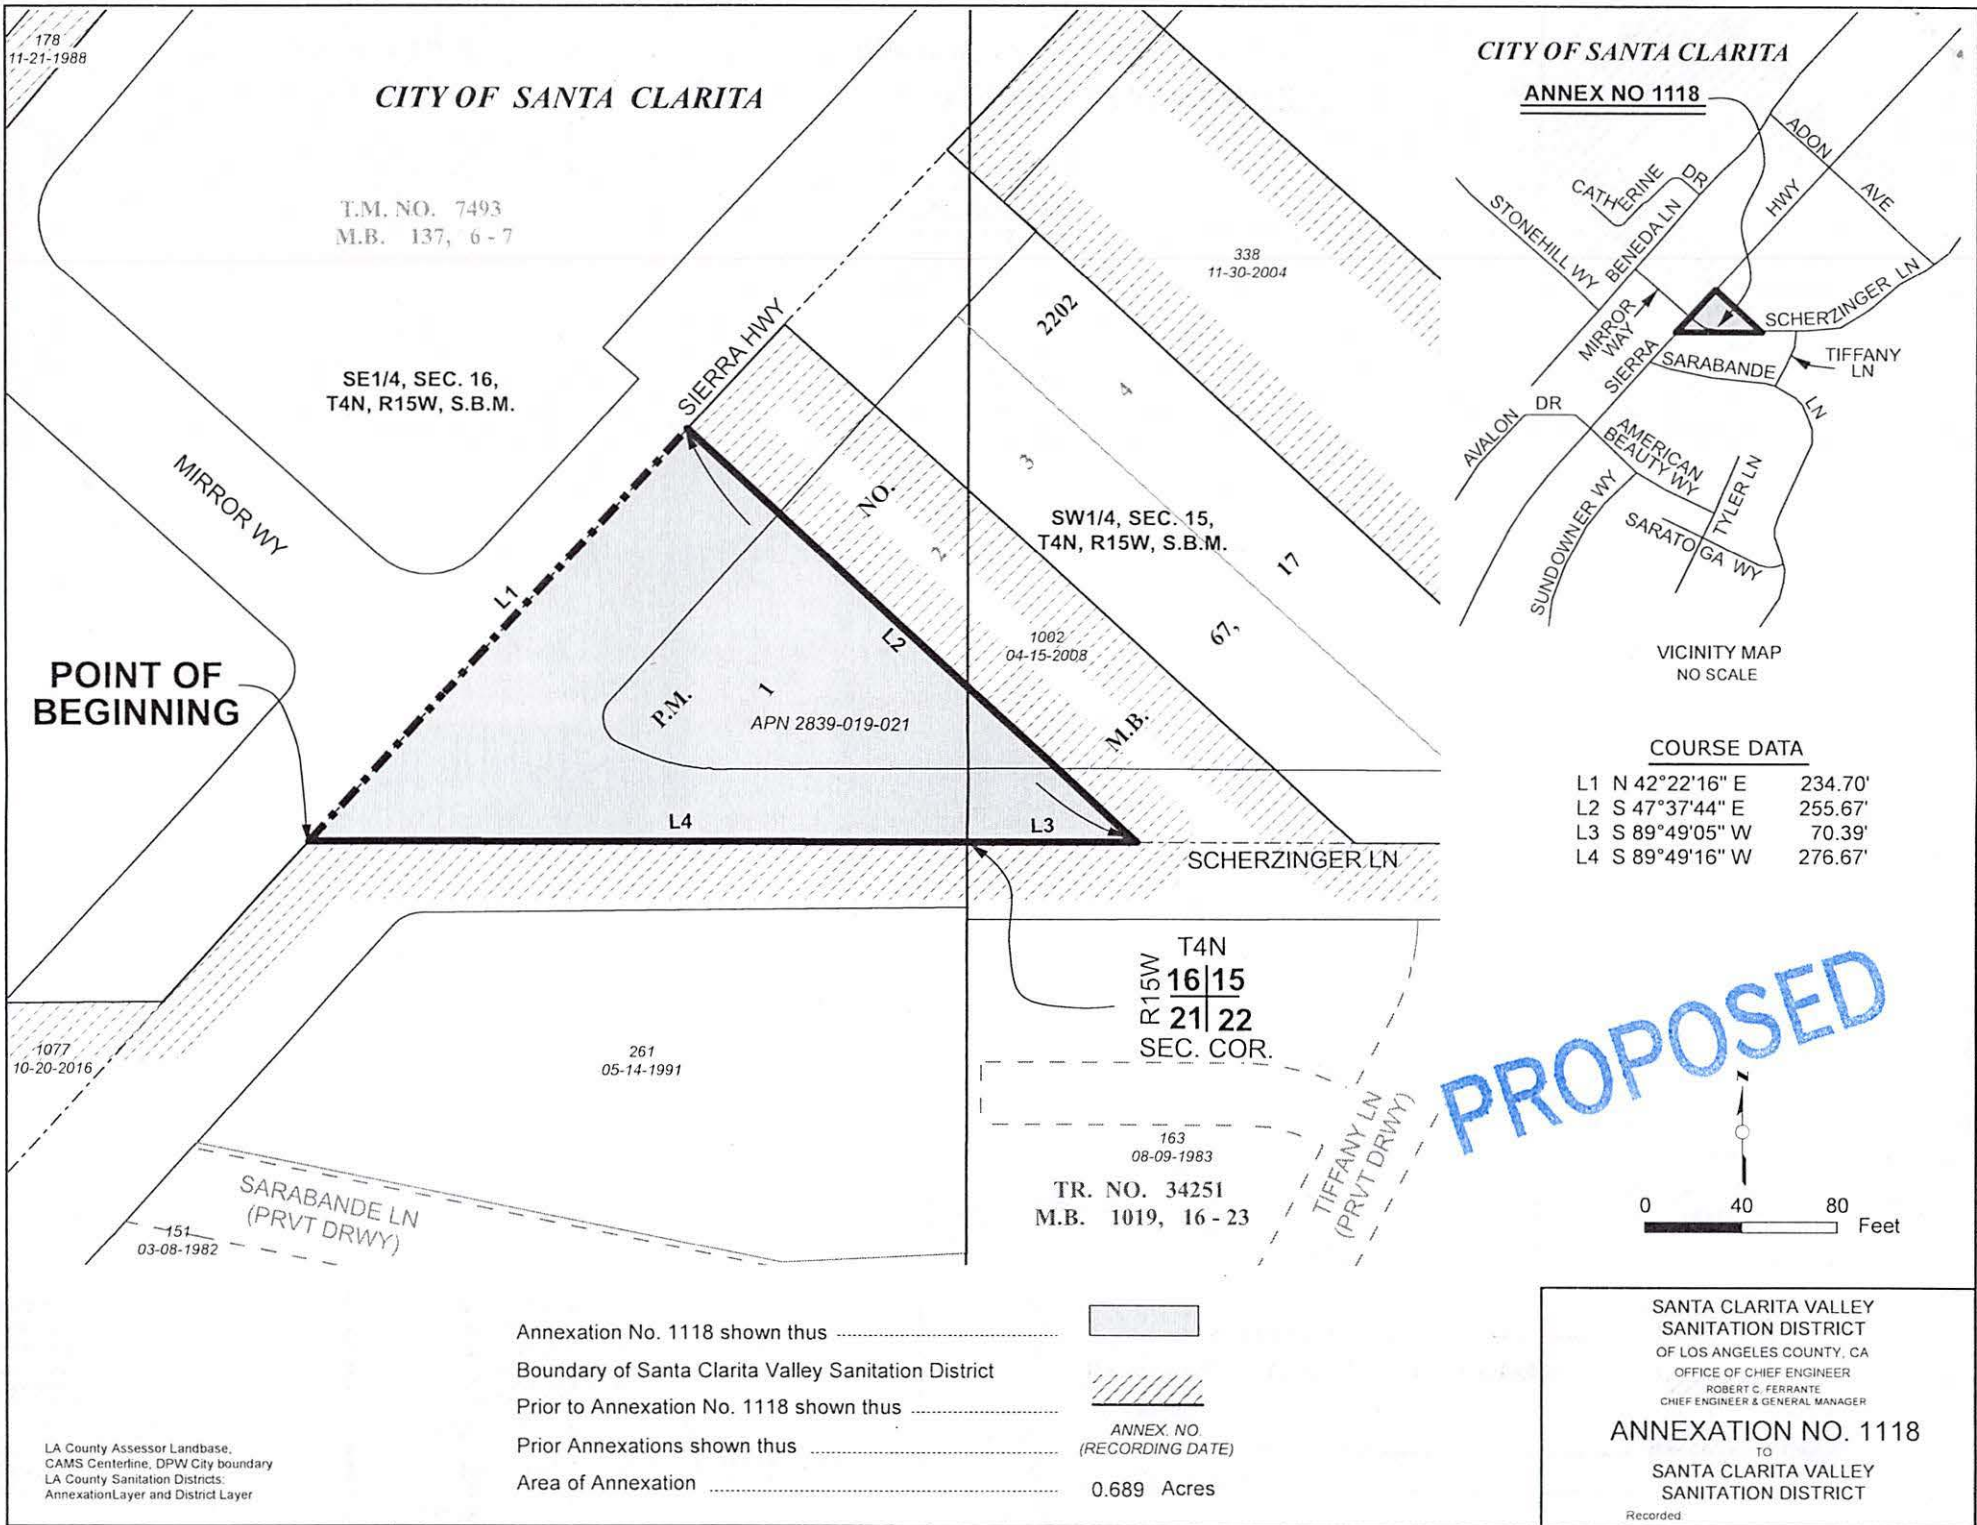 178
11-21-1988
CITY OF SANTA CLARITA
T.M. NO. 7493
M.B. 137, 6 - 7
SE1/4, SEC. 16,
T4N, R15W, S.B.M.
SIERRA HWY
MIRROR WY
338
11-30-2004
2202
4
3
NO.
2
SW1/4, SEC. 15,
T4N, R15W, S.B.M.
17
67,
1002
04-15-2008
M.B.
L1
L2
POINT OF
BEGINNING
P.M.
1
APN 2839-019-021
L4
L3
SCHERZINGER LN
T4N
R15W
16 15
21 22
SEC. COR.
1077
10-20-2016
261
05-14-1991
163
08-09-1983
TR. NO. 34251
M.B. 1019, 16 - 23
TIFFANY LN
(PRVT DRWY)
SARABANDE LN
(PRVT DRWY)
151
03-08-1982
CITY OF SANTA CLARITA
ANNEX NO 1118
ADON
AVE
CATHERINE
DR
HWY
STONEHILL WY
BENEDA LN
MIRROR
WAY
SCHERZINGER LN
SIERRA
SARABANDE
LN
TIFFANY
LN
AVALON
DR
AMERICAN
BEAUTY WY
TYLER LN
SUNDOWNER WY
SARATOGA WY
VICINITY MAP
NO SCALE
COURSE DATA
L1 N 42°22'16" E 234.70'
L2 S 47°37'44" E 255.67'
L3 S 89°49'05" W 70.39'
L4 S 89°49'16" W 276.67'
PROPOSED
N
0 40 80
Feet
Annexation No. 1118 shown thus
Boundary of Santa Clarita Valley Sanitation District
Prior to Annexation No. 1118 shown thus
Prior Annexations shown thus
ANNEX. NO.
(RECORDING DATE)
Area of Annexation
0.689 Acres
LA County Assessor Landbase,
CAMS Centerline, DPW City boundary
LA County Sanitation Districts:
AnnexationLayer and District Layer
SANTA CLARITA VALLEY
SANITATION DISTRICT
OF LOS ANGELES COUNTY, CA
OFFICE OF CHIEF ENGINEER
ROBERT C. FERRANTE
CHIEF ENGINEER & GENERAL MANAGER
ANNEXATION NO. 1118
TO
SANTA CLARITA VALLEY
SANITATION DISTRICT
Recorded